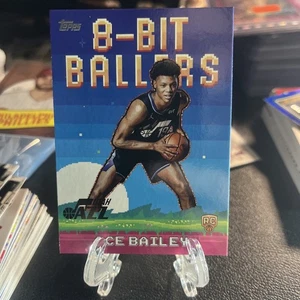 TOPPS
8-BIT
BALLERS
RC
CE BAILEY